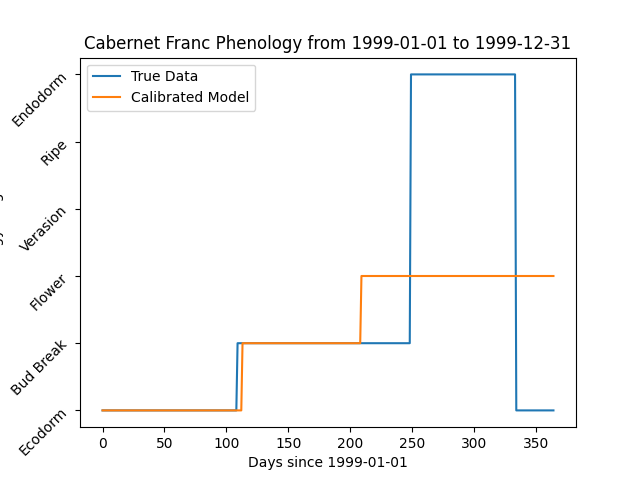 Cabernet Franc Phenology from 1999-01-01 to 1999-12-31
True Data
Calibrated Model
Endodorm
Ripe
Verasion
Flower
Bud Break
Ecodorm
0 50 100 150 200 250 300 350
Days since 1999-01-01